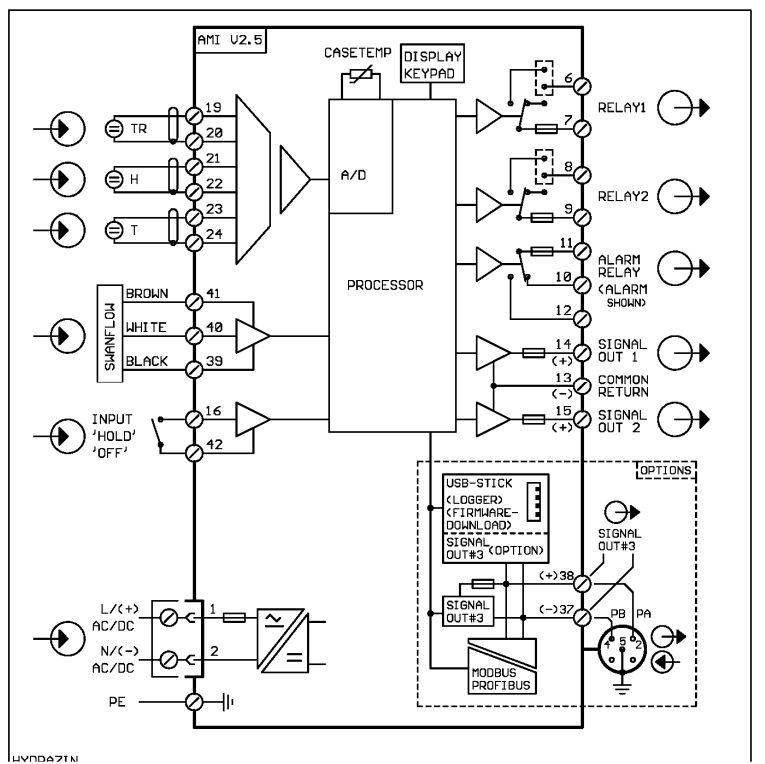 AMI V2.5
CASETEMP
DISPLAY
KEYPAD
6
RELAY1
7
19
TR
20
21
H
22
23
T
24
A/D
PROCESSOR
8
RELAY2
9
11
ALARM
RELAY
10
(ALARM
SHOWN)
12
SWANFLOW
BROWN 41
WHITE 40
BLACK 39
14
(+)
SIGNAL
OUT 1
13
(-)
COMMON
RETURN
15
(+)
SIGNAL
OUT 2
INPUT
'HOLD'
'OFF'
16
42
OPTIONS
USB-STICK
(LOGGER)
(FIRMWARE-
DOWNLOAD)
SIGNAL
OUT#3 (OPTION)
SIGNAL
OUT#3
(+)38
(-)37
SIGNAL
OUT#3
PB PA
4 5 2
MODBUS
PROFIBUS
L/(+)
AC/DC
1
N/(-)
AC/DC
2
PE
HYDRAZIN